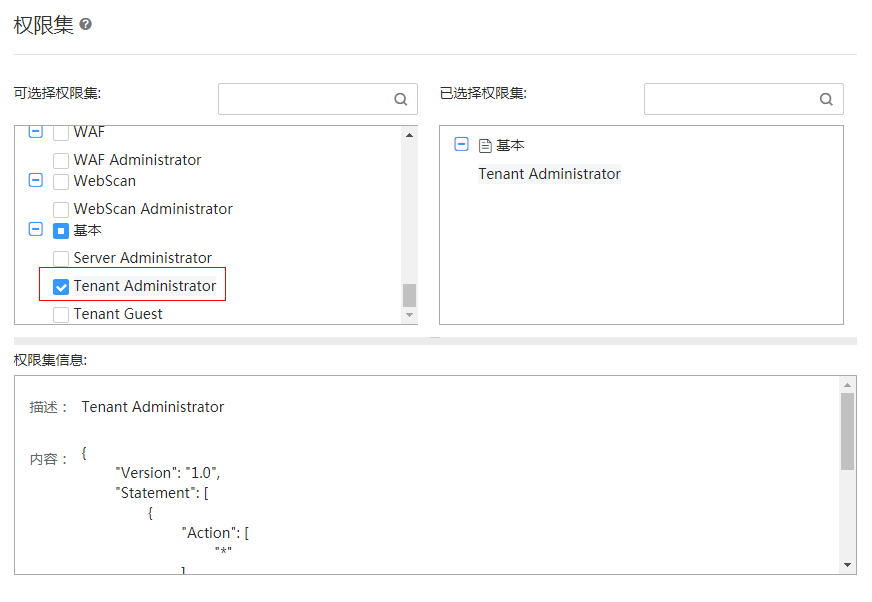 权限集
可选择权限集:
已选择权限集:
WAF
WAF Administrator
WebScan
WebScan Administrator
基本
Server Administrator
Tenant Administrator
Tenant Guest
基本
Tenant Administrator
权限集信息:
描述： Tenant Administrator
内容： {
"Version": "1.0",
"Statement": [
{
"Action": [
"*"
]